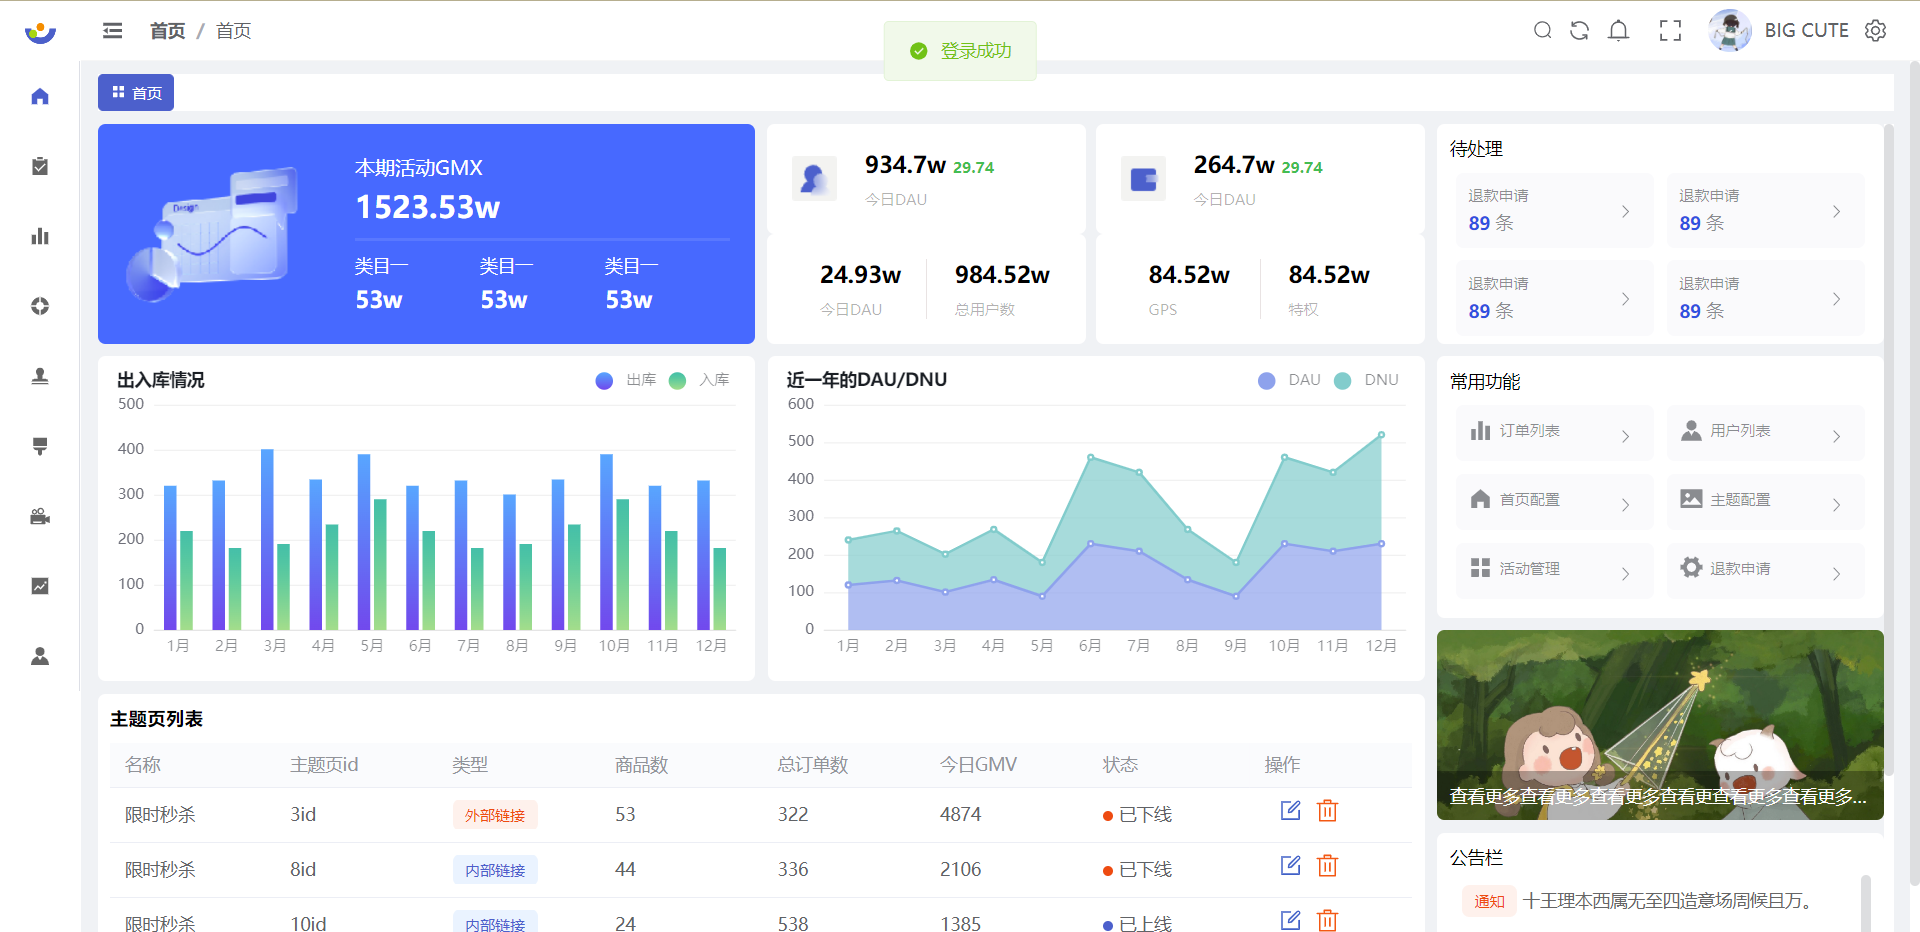 首页 / 首页
登录成功
BIG CUTE
首页
Design
本期活动GMX
1523.53w
类目一 类目一 类目一
53w 53w 53w
934.7w 29.74
今日DAU
24.93w 984.52w
今日DAU 总用户数
264.7w 29.74
今日DAU
84.52w 84.52w
GPS 特权
待处理
退款申请 退款申请
89 条 89 条
退款申请 退款申请
89 条 89 条
出入库情况 出库 入库
500
400
300
200
100
0
1月 2月 3月 4月 5月 6月 7月 8月 9月 10月 11月 12月
近一年的DAU/DNU DAU DNU
600
500
400
300
200
100
0
1月 2月 3月 4月 5月 6月 7月 8月 9月 10月 11月 12月
常用功能
订单列表 用户列表
首页配置 主题配置
活动管理 退款申请
查看更多查看更多查看更多查看更查看更多查看更多...
主题页列表
名称 主题页id 类型 商品数 总订单数 今日GMV 状态 操作
限时秒杀 3id 外部链接 53 322 4874 已下线
限时秒杀 8id 内部链接 44 336 2106 已下线
限时秒杀 10id 内部链接 24 538 1385 已上线
公告栏
通知 十王理本西属无至四造意场周候且万。